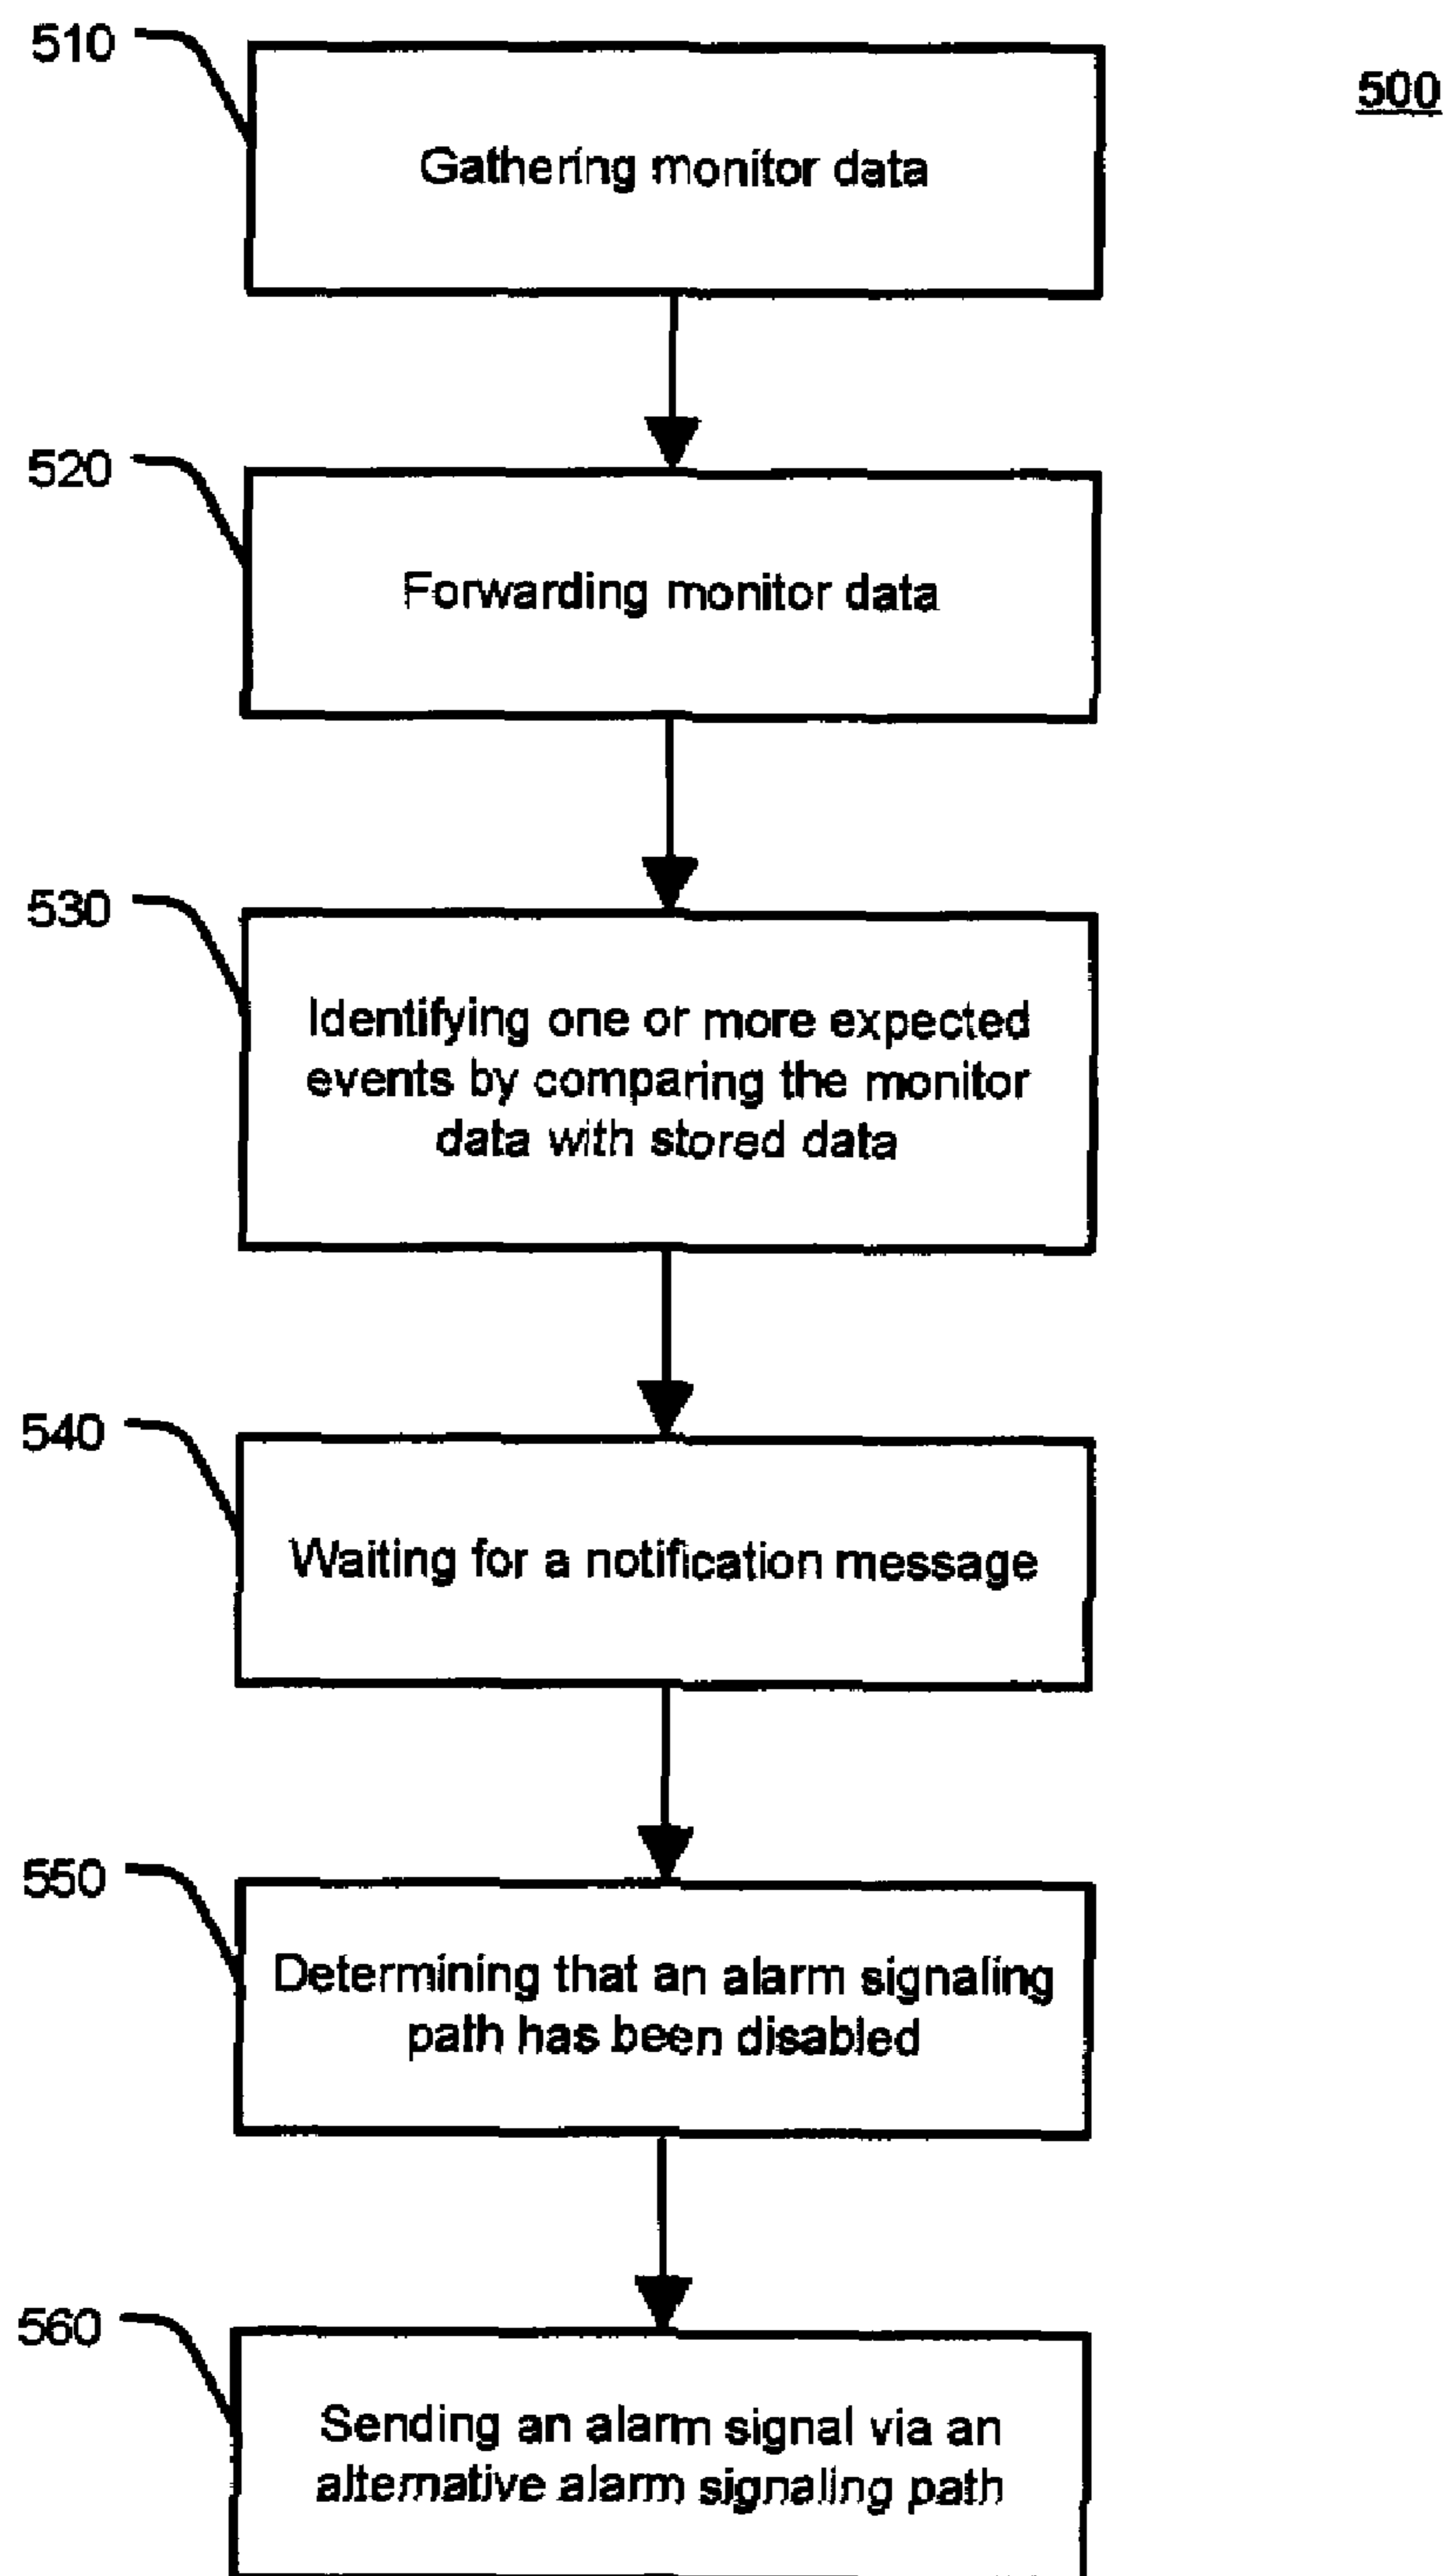 510
500
Gathering monitor data
520
Forwarding monitor data
530
Identifying one or more expected
events by comparing the monitor
data with stored data
540
Waiting for a notification message
550
Determining that an alarm signaling
path has been disabled
560
Sending an alarm signal via an
alternative alarm signaling path